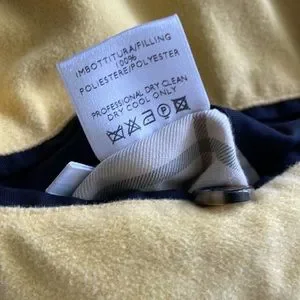 IMBOTTITURA/FILLING
100%
POLIESTERE/POLYESTER
PROFESSIONAL DRY CLEAN
DRY COOL ONLY
P